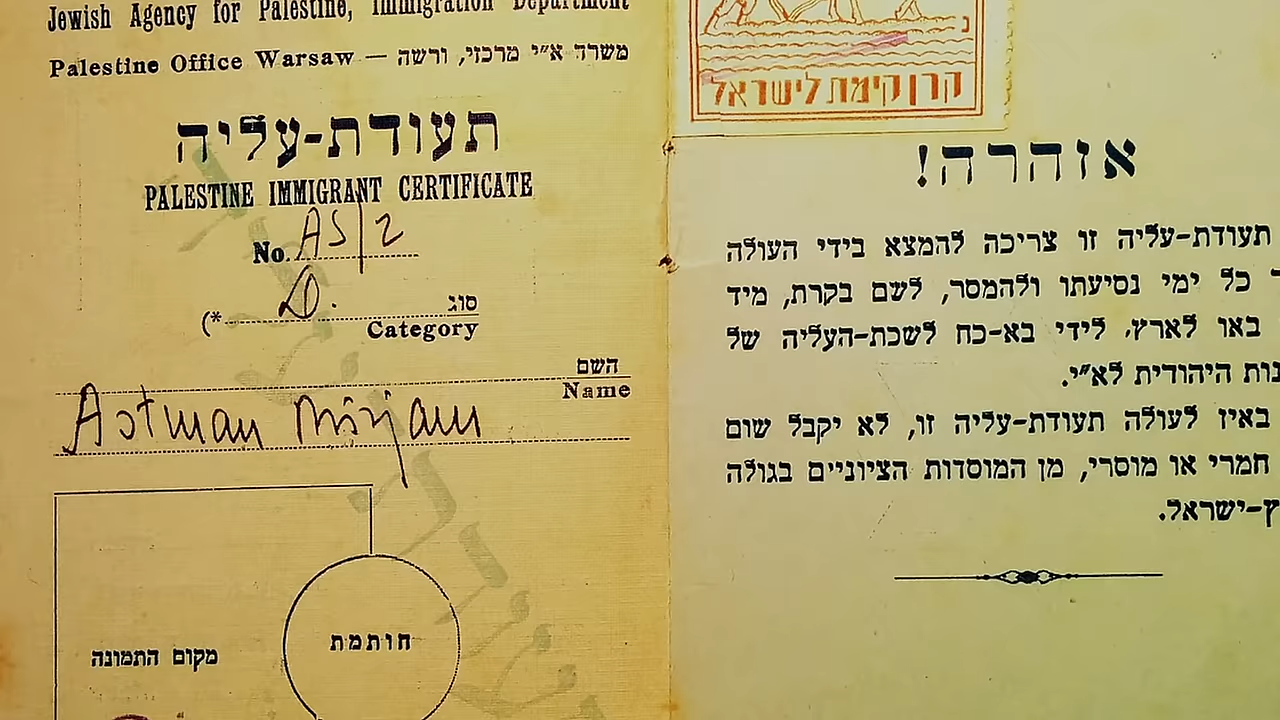 Jewish Agency for Palestine, Immigration Department
Palestine Office Warsaw — משרד א״י מרכזי, ורשה
תעודת-עליה
PALESTINE IMMIGRANT CERTIFICATE
No. AS/2
סוג
(*
D.
Category
השם
Name
Astman Mirjam
חותמת
מקום התמונה
קרן קימת לישראל
אזהרה!
תעודת-עליה זו צריכה להמצא בידי העולה
כל ימי נסיעתו ולהמסר, לשם בקרת, מיד
באו לארץ, לידי בא-כח לשכת-העליה של
היהודית לא״י.
באין לעולה תעודת-עליה זו, לא יקבל שום
חמרי או מוסרי, מן המוסדות הציוניים בגולה
ץ-ישראל.